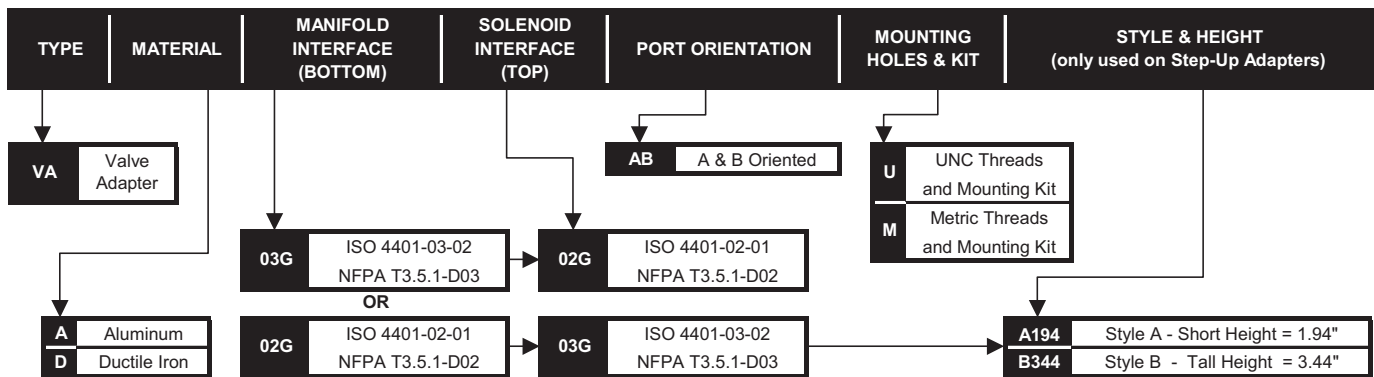 TYPE
MATERIAL
MANIFOLD
INTERFACE
(BOTTOM)
SOLENOID
INTERFACE
(TOP)
PORT ORIENTATION
MOUNTING
HOLES & KIT
STYLE & HEIGHT
(only used on Step-Up Adapters)
VA
Valve
Adapter
AB
A & B Oriented
U
UNC Threads
and Mounting Kit
M
Metric Threads
and Mounting Kit
03G
ISO 4401-03-02
NFPA T3.5.1-D03
02G
ISO 4401-02-01
NFPA T3.5.1-D02
OR
A
Aluminum
D
Ductile Iron
02G
ISO 4401-02-01
NFPA T3.5.1-D02
03G
ISO 4401-03-02
NFPA T3.5.1-D03
A194
Style A - Short Height = 1.94"
B344
Style B - Tall Height = 3.44"